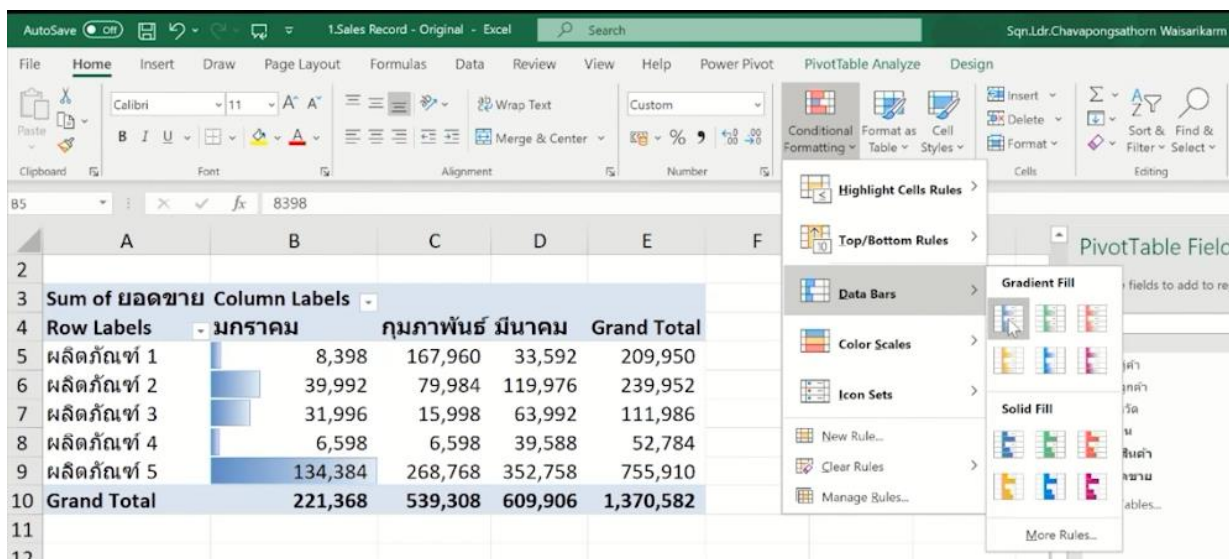 AutoSave Off 1.Sales Record - Original - Excel Search Sqn.Ldr.Chavapongsathorn Waisarikarm
File Home Insert Draw Page Layout Formulas Data Review View Help Power Pivot PivotTable Analyze Design
Paste
Clipboard
Calibri 11 A A
B I U A
Font
Wrap Text
Merge & Center
Alignment
Custom
% 9
Number
Conditional Formatting
Format as Table
Cell Styles
Insert
Delete
Format
Cells
Sort & Filter
Find & Select
Editing
B5 fx 8398
A B C D E F
2
3 Sum of ยอดขาย Column Labels
4 Row Labels มกราคม กุมภาพันธ์ มีนาคม Grand Total
5 ผลิตภัณฑ์ 1 8,398 167,960 33,592 209,950
6 ผลิตภัณฑ์ 2 39,992 79,984 119,976 239,952
7 ผลิตภัณฑ์ 3 31,996 15,998 63,992 111,986
8 ผลิตภัณฑ์ 4 6,598 6,598 39,588 52,784
9 ผลิตภัณฑ์ 5 134,384 268,768 352,758 755,910
10 Grand Total 221,368 539,308 609,906 1,370,582
11
12
Highlight Cells Rules
Top/Bottom Rules
Data Bars
Color Scales
Icon Sets
New Rule...
Clear Rules
Manage Rules...
Gradient Fill
Solid Fill
More Rules...
PivotTable Field
fields to add to re